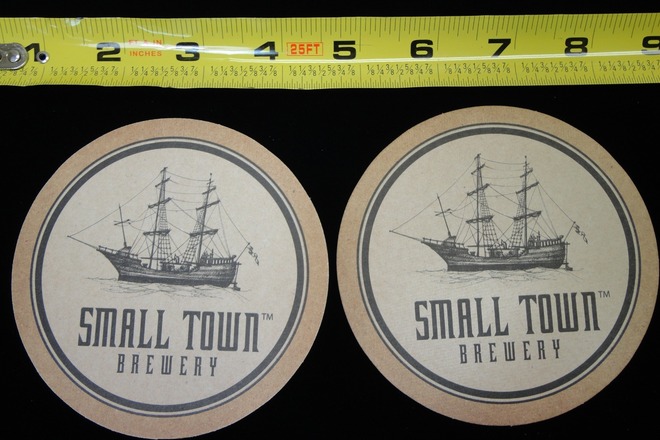 1 2 3 4 25FT 5 6 7 8 9
INCHES
SMALL TOWN™
BREWERY
SMALL TOWN™
BREWERY